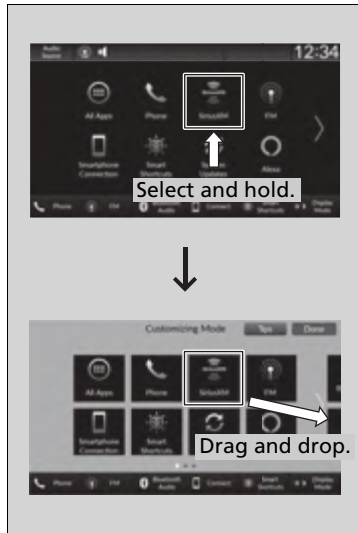 Audio
Source
12:34
All Apps
Phone
SiriusXM
FM
Smartphone
Connection
Smart
Shortcuts
System
Updates
Alexa
Select and hold.
Phone
FM
Bluetooth
Audio
Connect
Smart
Shortcuts
Display
Mode
Customizing Mode
Tips
Done
All Apps
Phone
SiriusXM
FM
Smartphone
Connection
Smart
Shortcuts
Drag and drop.
Phone
FM
Bluetooth
Audio
Connect
Smart
Shortcuts
Display
Mode